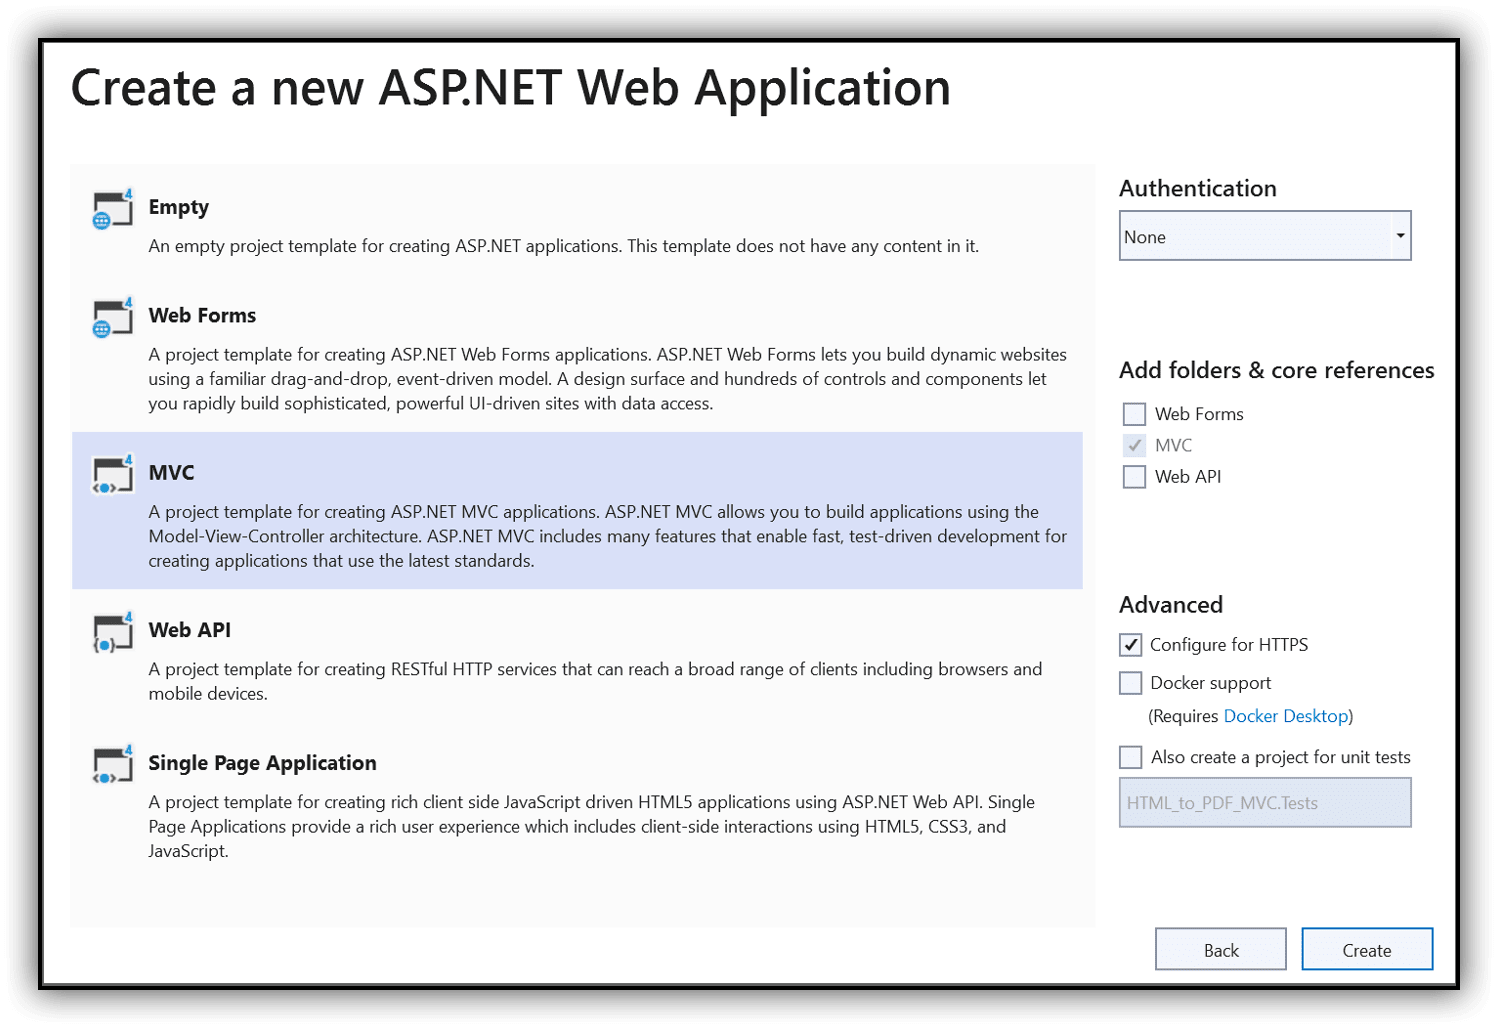 Create a new ASP.NET Web Application
4
Empty
An empty project template for creating ASP.NET applications. This template does not have any content in it.
4
Web Forms
A project template for creating ASP.NET Web Forms applications. ASP.NET Web Forms lets you build dynamic websites
using a familiar drag-and-drop, event-driven model. A design surface and hundreds of controls and components let
you rapidly build sophisticated, powerful UI-driven sites with data access.
4
MVC
A project template for creating ASP.NET MVC applications. ASP.NET MVC allows you to build applications using the
Model-View-Controller architecture. ASP.NET MVC includes many features that enable fast, test-driven development for
creating applications that use the latest standards.
4
Web API
A project template for creating RESTful HTTP services that can reach a broad range of clients including browsers and
mobile devices.
4
Single Page Application
A project template for creating rich client side JavaScript driven HTML5 applications using ASP.NET Web API. Single
Page Applications provide a rich user experience which includes client-side interactions using HTML5, CSS3, and
JavaScript.
Authentication
None
Add folders & core references
Web Forms
MVC
Web API
Advanced
Configure for HTTPS
Docker support
(Requires Docker Desktop)
Also create a project for unit tests
HTML_to_PDF_MVC.Tests
Back
Create